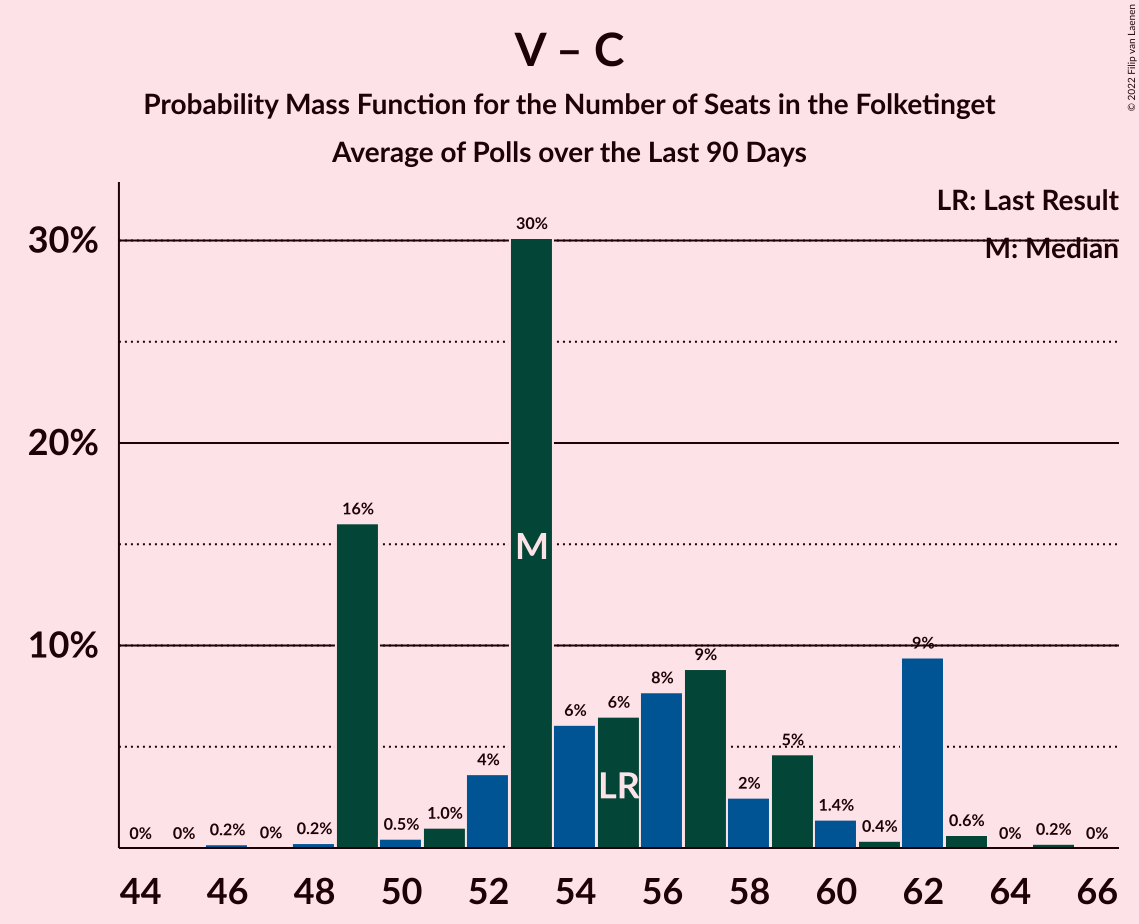 V – C
Probability Mass Function for the Number of Seats in the Folketinget
Average of Polls over the Last 90 Days
© 2022 Filip van Laenen
LR: Last Result
M: Median
30%
20%
10%
0% 0% 0.2% 0% 0.2% 16% 0.5% 1.0% 4% 30% 6% 6% 8% 9% 2% 5% 1.4% 0.4% 9% 0.6% 0% 0.2% 0%
M
LR
44 46 48 50 52 54 56 58 60 62 64 66